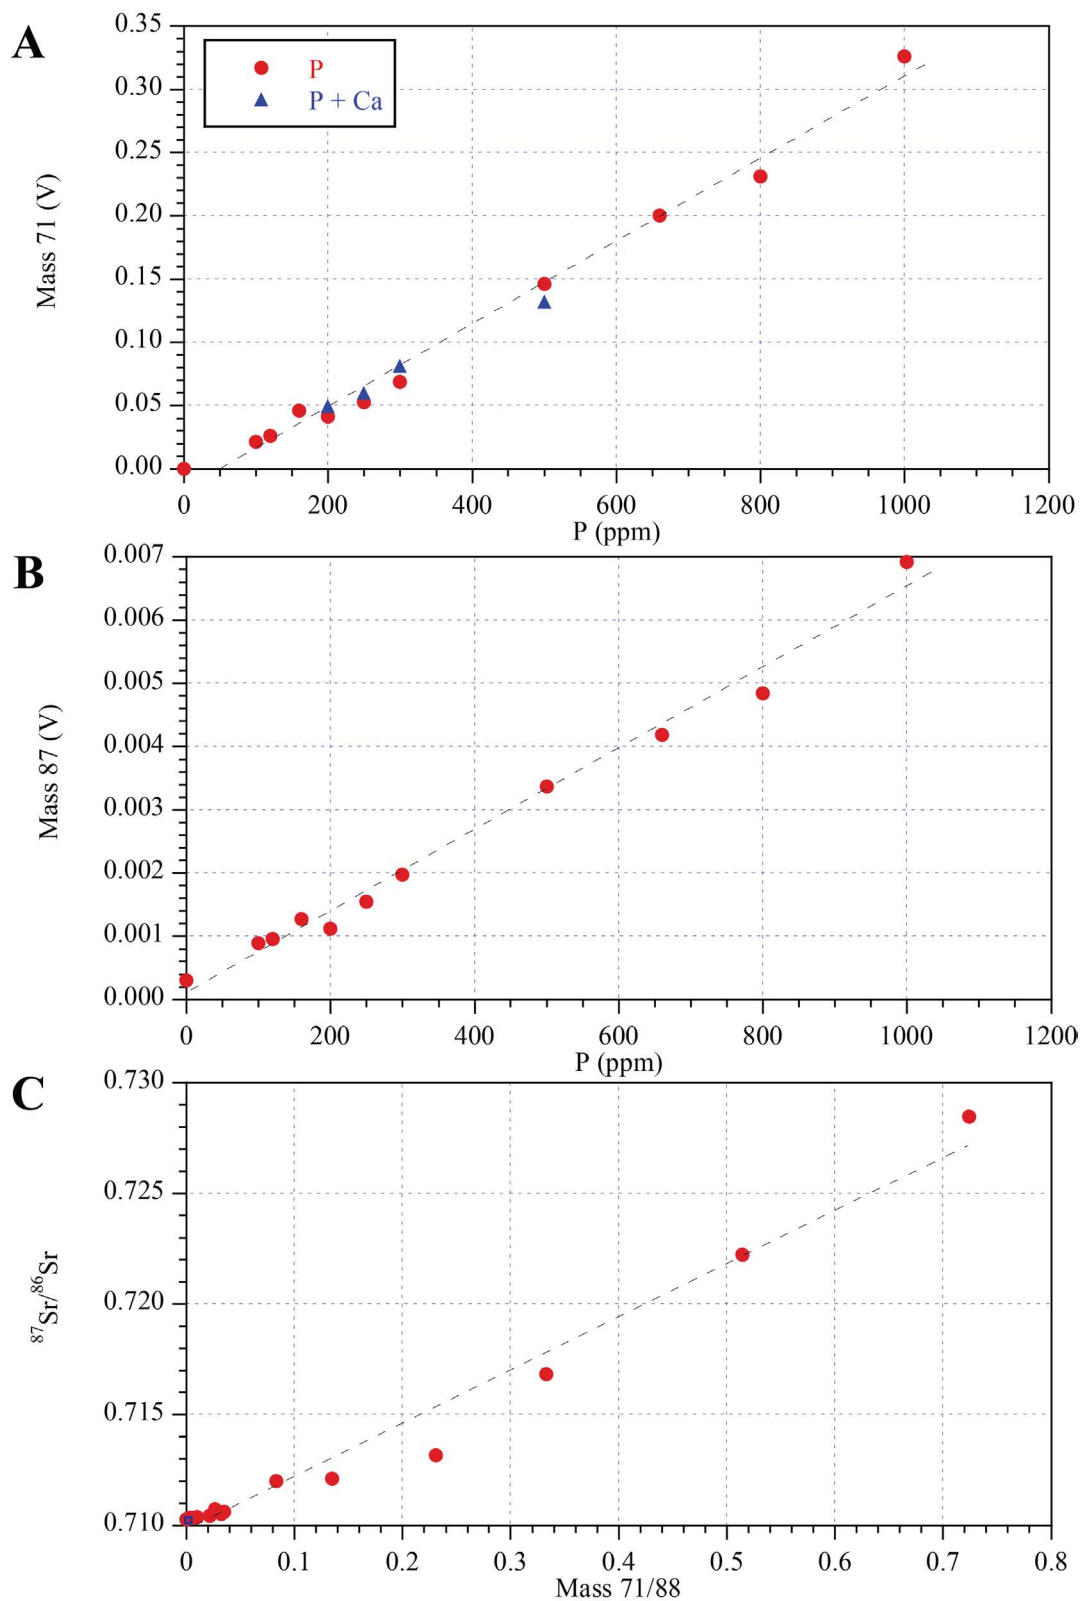 A
0.35
0.30
0.25
0.20
0.15
0.10
0.05
0.00
Mass 71 (V)
P
P + Ca
0 200 400 600 800 1000 1200
P (ppm)
B
0.007
0.006
0.005
0.004
0.003
0.002
0.001
0.000
Mass 87 (V)
0 200 400 600 800 1000 1200
P (ppm)
C
0.730
0.725
0.720
0.715
0.710
⁸⁷Sr/⁸⁶Sr
0 0.1 0.2 0.3 0.4 0.5 0.6 0.7 0.8
Mass 71/88